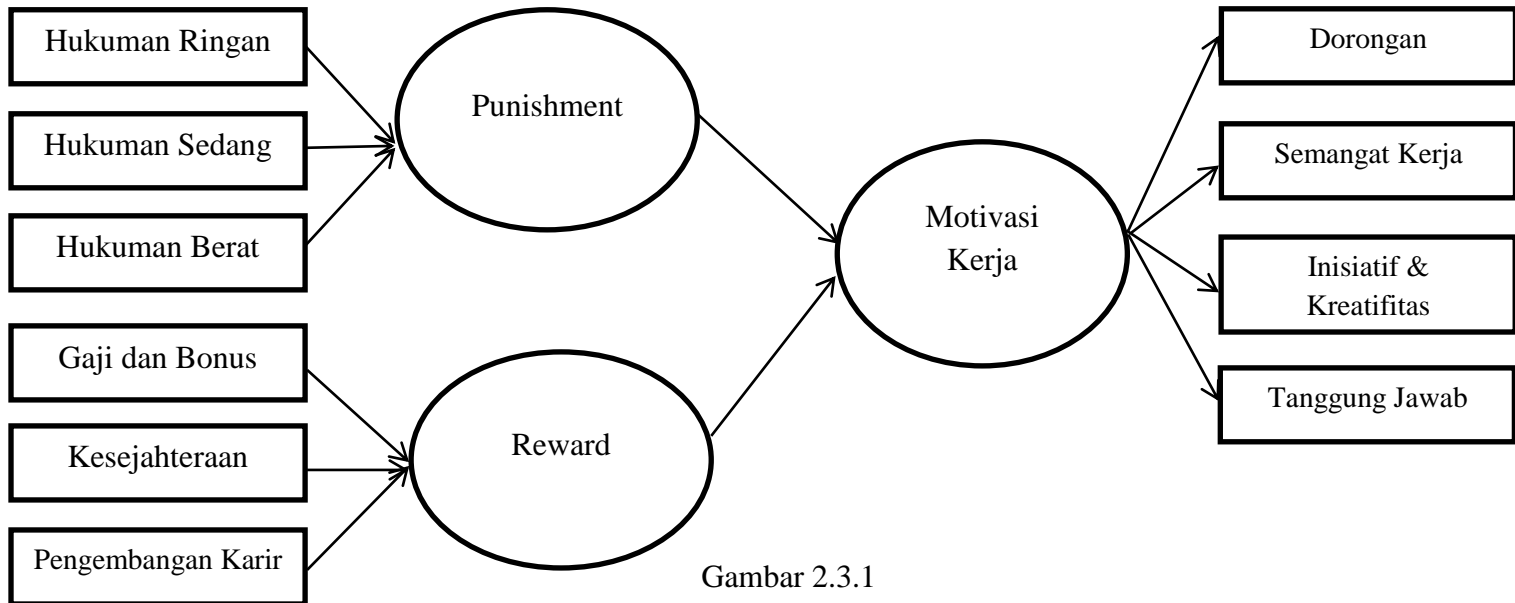 Hukuman Ringan
Hukuman Sedang
Hukuman Berat
Gaji dan Bonus
Kesejahteraan
Pengembangan Karir
Punishment
Reward
Motivasi
Kerja
Dorongan
Semangat Kerja
Inisiatif &
Kreatifitas
Tanggung Jawab
Gambar 2.3.1